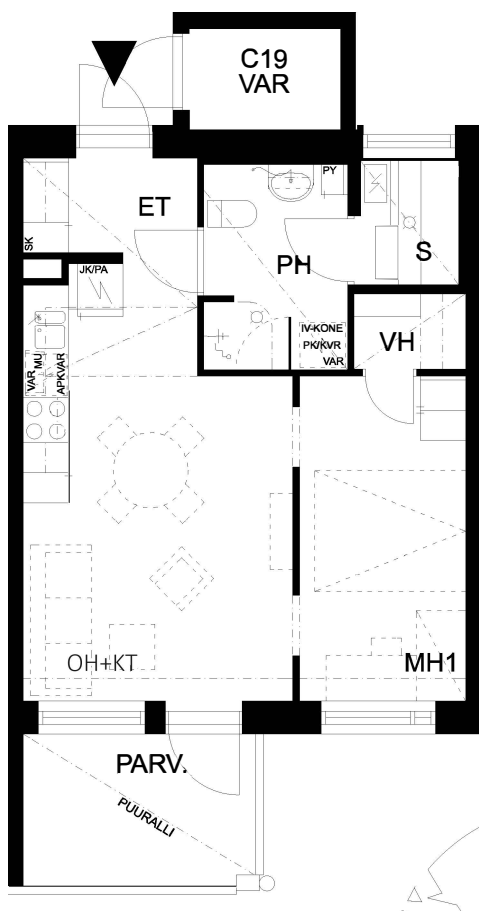 C19
VAR
ET
PY
SK
PH
S
JK/PA
IV-KONE
PK/KVR
VAR
VH
VAR
MU
APKVAR
OH+KT
MH1
PARV.
PUURALLI